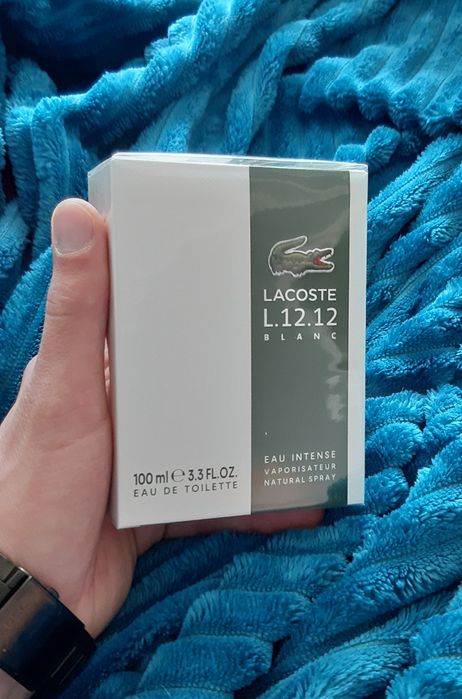 LACOSTE
L.12.12
BLANC
EAU INTENSE
VAPORISATEUR
NATURAL SPRAY
100 ml ℮ 3.3 FL.OZ.
EAU DE TOILETTE